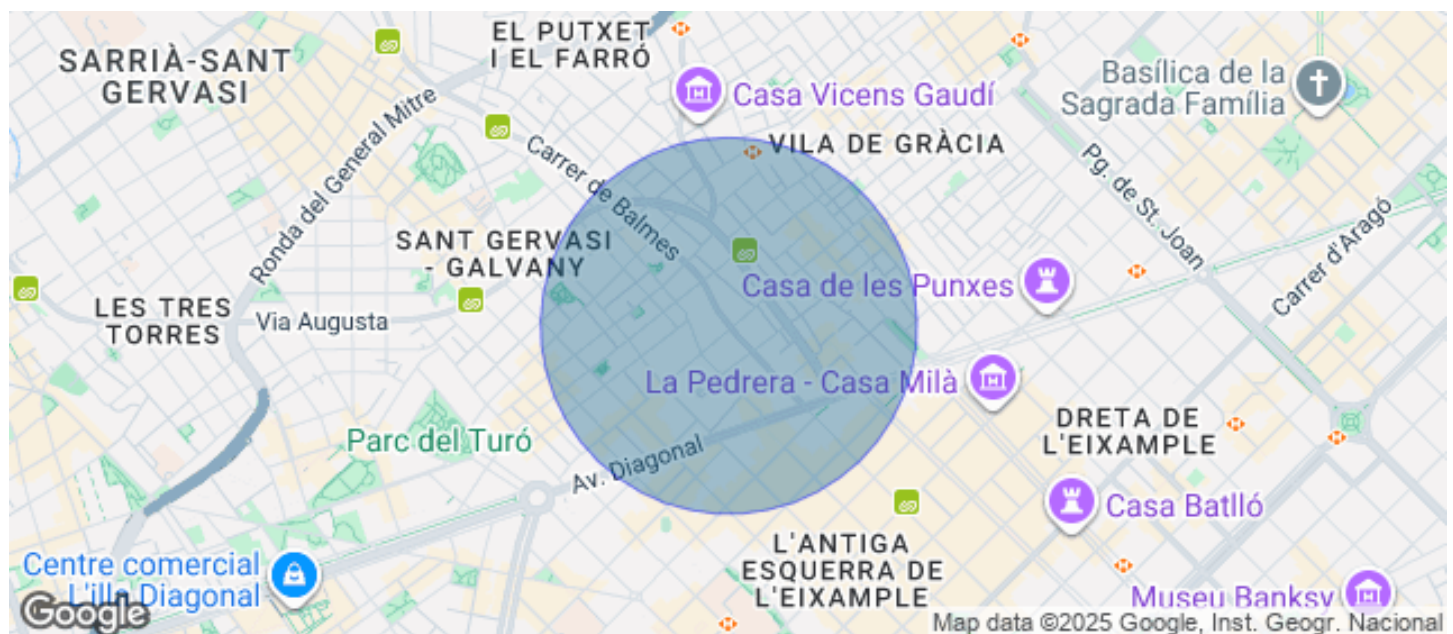 EL PUTXET
I EL FARRÓ
SARRIÀ-SANT
GERVASI
Basílica de la
Sagrada Família
Casa Vicens Gaudí
Ronda del General Mitre
Carrer de Balmes
VILA DE GRÀCIA
Pg. de St. Joan
Carrer d'Aragó
SANT GERVASI
- GALVANY
Casa de les Punxes
LES TRES
TORRES
Via Augusta
La Pedrera - Casa Milà
DRETA DE
L'EIXAMPLE
Parc del Turó
Av. Diagonal
Casa Batlló
L'ANTIGA
ESQUERRA DE
L'EIXAMPLE
Centre comercial
L'illa Diagonal
Museu Banksy
Google
Map data ©2025 Google, Inst. Geogr. Nacional